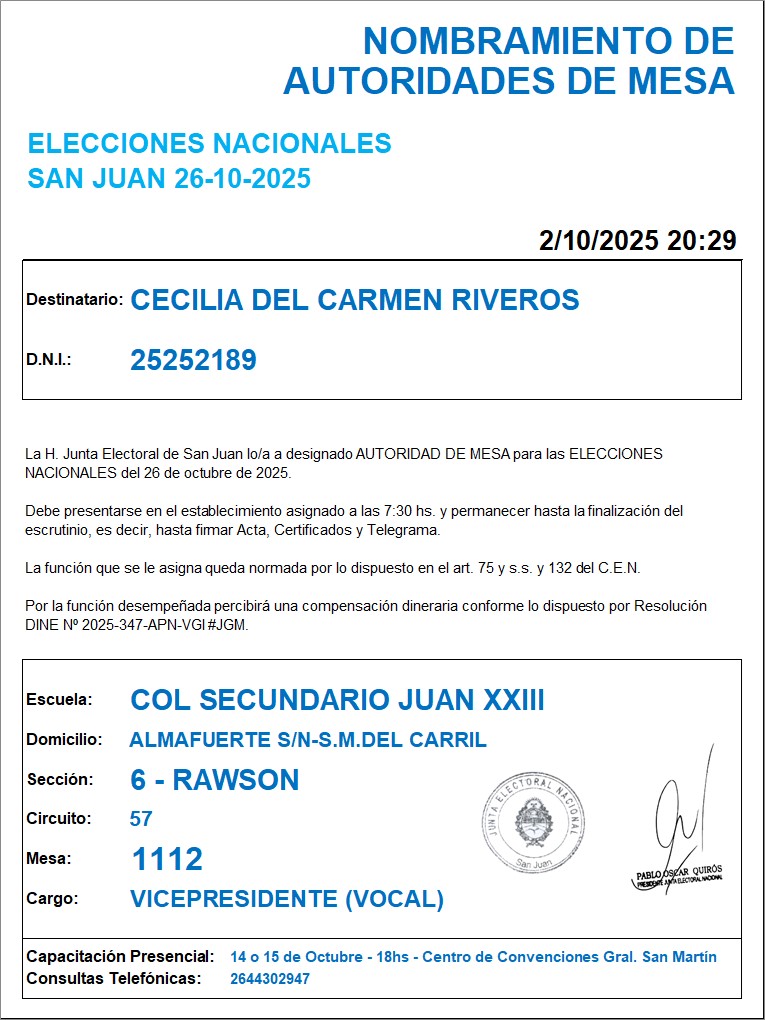 NOMBRAMIENTO DE
AUTORIDADES DE MESA
ELECCIONES NACIONALES
SAN JUAN 26-10-2025
2/10/2025 20:29
Destinatario: CECILIA DEL CARMEN RIVEROS
D.N.I.: 25252189
La H. Junta Electoral de San Juan lo/a a designado AUTORIDAD DE MESA para las ELECCIONES
NACIONALES del 26 de octubre de 2025.
Debe presentarse en el establecimiento asignado a las 7:30 hs. y permanecer hasta la finalización del
escrutinio, es decir, hasta firmar Acta, Certificados y Telegrama.
La función que se le asigna queda normada por lo dispuesto en el art. 75 y s.s. y 132 del C.E.N.
Por la función desempeñada percibirá una compensación dineraria conforme lo dispuesto por Resolución
DINE Nº 2025-347-APN-VGI#JGM.
Escuela: COL SECUNDARIO JUAN XXIII
Domicilio: ALMAFUERTE S/N-S.M.DEL CARRIL
Sección: 6 - RAWSON
Circuito: 57
Mesa: 1112
Cargo: VICEPRESIDENTE (VOCAL)
JUNTA ELECTORAL NACIONAL
San Juan
PABLO OSCAR QUIRÓS
PRESIDENTE JUNTA ELECTORAL NACIONAL
Capacitación Presencial: 14 o 15 de Octubre - 18hs - Centro de Convenciones Gral. San Martín
Consultas Telefónicas: 2644302947